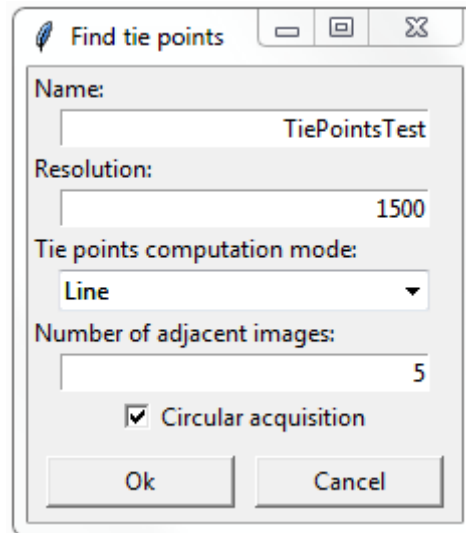 Find tie points
Name:
TiePointsTest
Resolution:
1500
Tie points computation mode:
Line
Number of adjacent images:
5
Circular acquisition
Ok Cancel